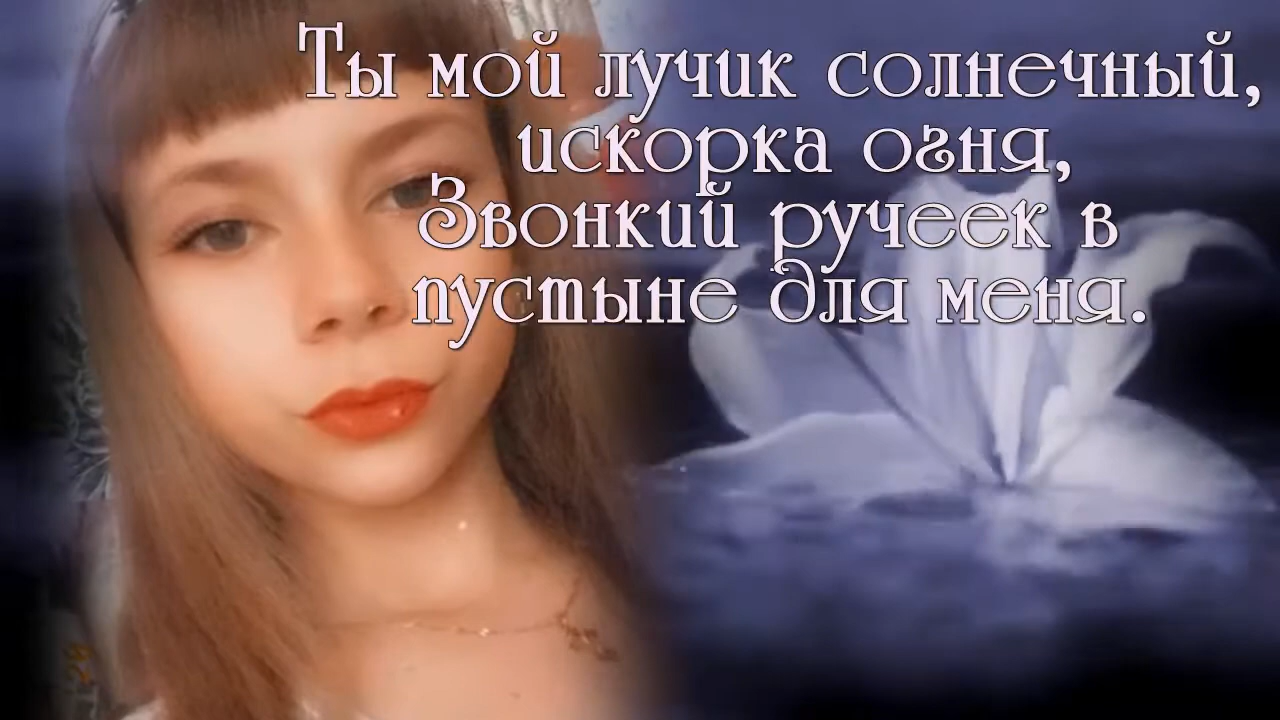 Ты мой лучик солнечный,
искорка огня,
Звонкий ручеек в
пустыне для меня.